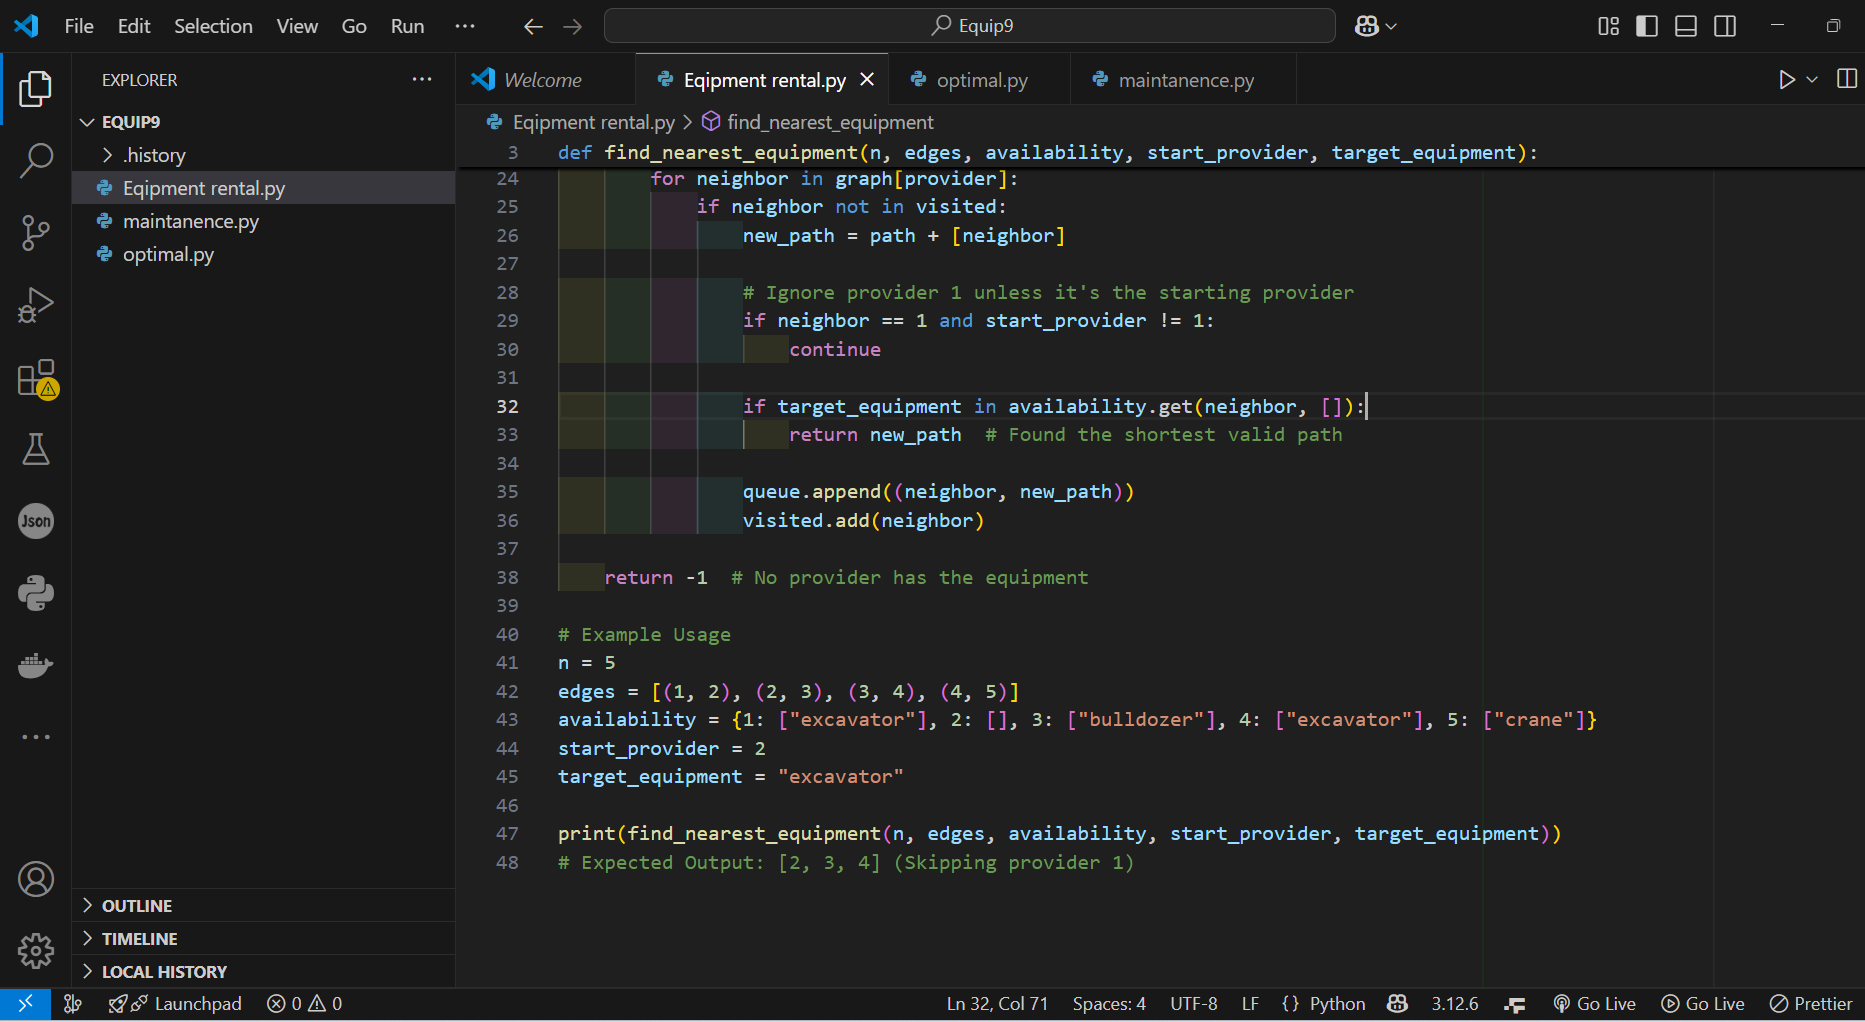 File Edit Selection View Go Run ··· Equip9
EXPLORER ···
EQUIP9
.history
Eqipment rental.py
maintanence.py
optimal.py
OUTLINE
TIMELINE
LOCAL HISTORY
Json
Welcome Eqipment rental.py optimal.py maintanence.py
Eqipment rental.py > find_nearest_equipment
3 def find_nearest_equipment(n, edges, availability, start_provider, target_equipment):
24 for neighbor in graph[provider]:
25 if neighbor not in visited:
26 new_path = path + [neighbor]
27
28 # Ignore provider 1 unless it's the starting provider
29 if neighbor == 1 and start_provider != 1:
30 continue
31
32 if target_equipment in availability.get(neighbor, []):
33 return new_path  # Found the shortest valid path
34
35 queue.append((neighbor, new_path))
36 visited.add(neighbor)
37
38 return -1  # No provider has the equipment
39
40 # Example Usage
41 n = 5
42 edges = [(1, 2), (2, 3), (3, 4), (4, 5)]
43 availability = {1: ["excavator"], 2: [], 3: ["bulldozer"], 4: ["excavator"], 5: ["crane"]}
44 start_provider = 2
45 target_equipment = "excavator"
46
47 print(find_nearest_equipment(n, edges, availability, start_provider, target_equipment))
48 # Expected Output: [2, 3, 4] (Skipping provider 1)
Launchpad 0 0 Ln 32, Col 71 Spaces: 4 UTF-8 LF {} Python 3.12.6 Go Live Go Live Prettier